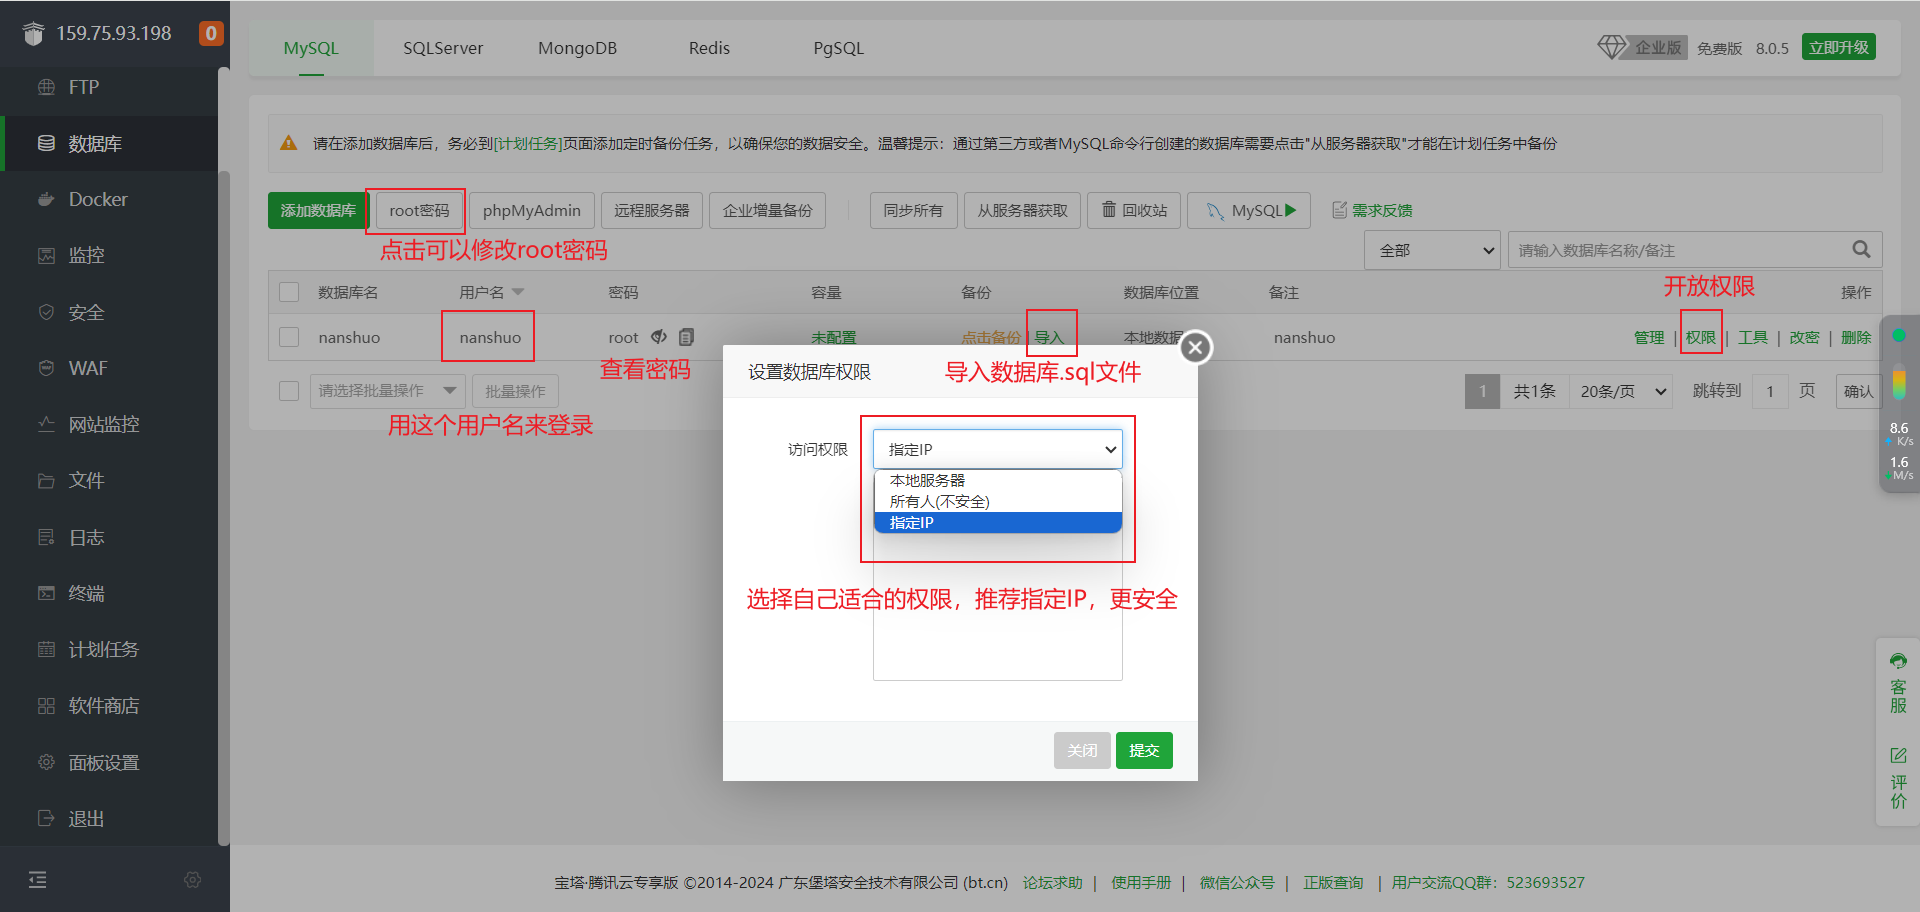 159.75.93.198
0
FTP
数据库
Docker
监控
安全
WAF
网站监控
文件
日志
终端
计划任务
软件商店
面板设置
退出
MySQL SQLServer MongoDB Redis PgSQL
企业版 免费版 8.0.5 立即升级
请在添加数据库后，务必到[计划任务]页面添加定时备份任务，以确保您的数据安全。温馨提示：通过第三方或者MySQL命令行创建的数据库需要点击"从服务器获取"才能在计划任务中备份
添加数据库 root密码 phpMyAdmin 远程服务器 企业增量备份 同步所有 从服务器获取 回收站 MySQL 需求反馈
点击可以修改root密码
全部 请输入数据库名称/备注
开放权限
数据库名 用户名 密码 容量 备份 数据库位置 备注 操作
nanshuo nanshuo root 未配置 点击备份 | 导入 本地数据 nanshuo 管理 | 权限 | 工具 | 改密 | 删除
查看密码
导入数据库.sql文件
请选择批量操作 批量操作
1 共1条 20条/页 跳转到 1 页 确认
用这个用户名来登录
设置数据库权限
访问权限 指定IP
本地服务器
所有人(不安全)
指定IP
选择自己适合的权限，推荐指定IP，更安全
关闭 提交
8.6
K/s
1.6
M/s
客服
评价
宝塔·腾讯云专享版 ©2014-2024 广东堡塔安全技术有限公司 (bt.cn) 论坛求助 | 使用手册 | 微信公众号 | 正版查询 | 用户交流QQ群：523693527